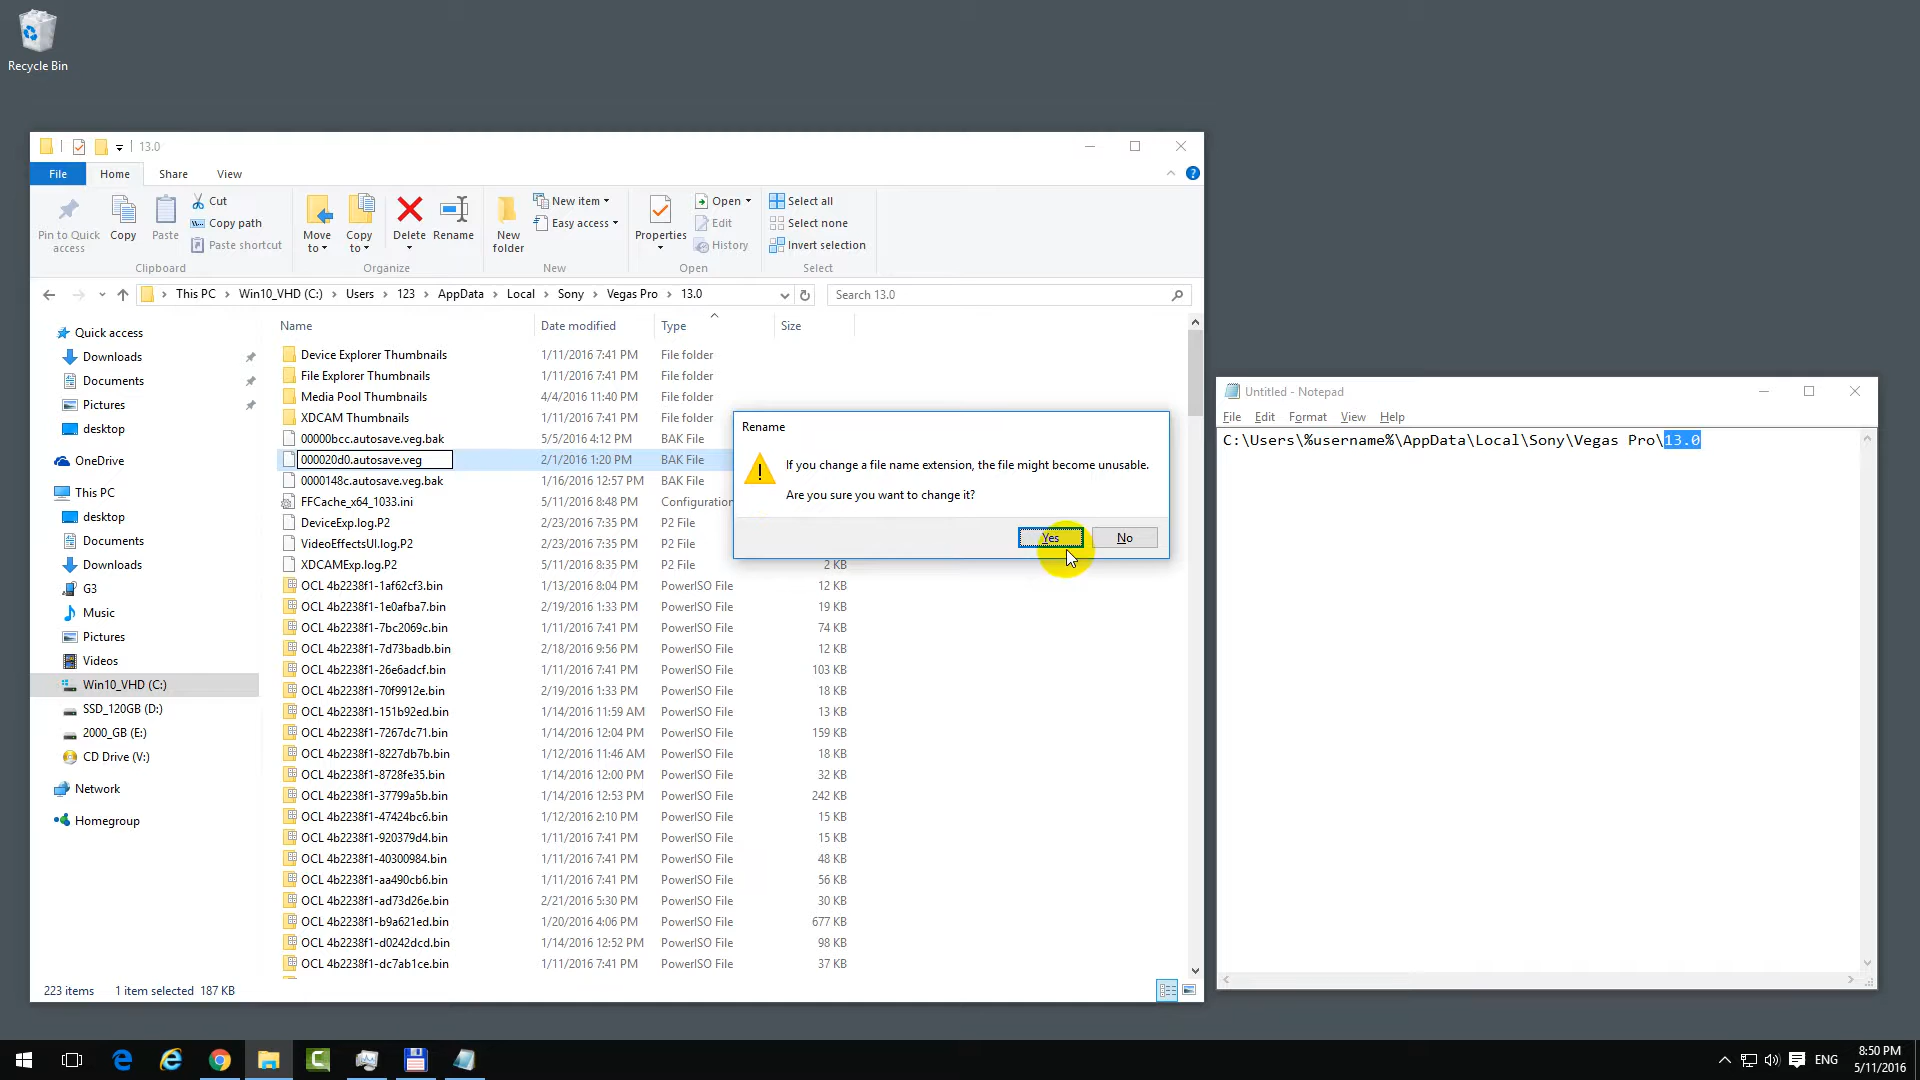 Recycle Bin
13.0
File Home Share View
Pin to Quick access
Copy
Paste
Cut
Copy path
Paste shortcut
Clipboard
Move to
Copy to
Delete
Rename
Organize
New folder
New item
Easy access
New
Properties
Open
Edit
History
Open
Select all
Select none
Invert selection
Select
This PC Win10_VHD (C:) Users 123 AppData Local Sony Vegas Pro 13.0
Search 13.0
Quick access
Downloads
Documents
Pictures
desktop
OneDrive
This PC
desktop
Documents
Downloads
G3
Music
Pictures
Videos
Win10_VHD (C:)
SSD_120GB (D:)
2000_GB (E:)
CD Drive (V:)
Network
Homegroup
Name Date modified Type Size
Device Explorer Thumbnails 1/11/2016 7:41 PM File folder
File Explorer Thumbnails 1/11/2016 7:41 PM File folder
Media Pool Thumbnails 4/4/2016 11:40 PM File folder
XDCAM Thumbnails 1/11/2016 7:41 PM File folder
00000bcc.autosave.veg.bak 5/5/2016 4:12 PM BAK File
000020d0.autosave.veg 2/1/2016 1:20 PM BAK File
0000148c.autosave.veg.bak 1/16/2016 12:57 PM BAK File
FFCache_x64_1033.ini 5/11/2016 8:48 PM Configuration
DeviceExp.log.P2 2/23/2016 7:35 PM P2 File
VideoEffectsUI.log.P2 2/23/2016 7:35 PM P2 File
XDCAMExp.log.P2 5/11/2016 8:35 PM P2 File 2 KB
OCL 4b2238f1-1af62cf3.bin 1/13/2016 8:04 PM PowerISO File 12 KB
OCL 4b2238f1-1e0afba7.bin 2/19/2016 1:33 PM PowerISO File 19 KB
OCL 4b2238f1-7bc2069c.bin 1/11/2016 7:41 PM PowerISO File 74 KB
OCL 4b2238f1-7d73badb.bin 2/18/2016 9:56 PM PowerISO File 12 KB
OCL 4b2238f1-26e6adcf.bin 1/11/2016 7:41 PM PowerISO File 103 KB
OCL 4b2238f1-70f9912e.bin 2/19/2016 1:33 PM PowerISO File 18 KB
OCL 4b2238f1-151b92ed.bin 1/14/2016 11:59 AM PowerISO File 13 KB
OCL 4b2238f1-7267dc71.bin 1/14/2016 12:04 PM PowerISO File 159 KB
OCL 4b2238f1-8227db7b.bin 1/12/2016 11:46 AM PowerISO File 18 KB
OCL 4b2238f1-8728fe35.bin 1/14/2016 12:00 PM PowerISO File 32 KB
OCL 4b2238f1-37799a5b.bin 1/14/2016 12:53 PM PowerISO File 242 KB
OCL 4b2238f1-47424bc6.bin 1/12/2016 2:10 PM PowerISO File 15 KB
OCL 4b2238f1-920379d4.bin 1/11/2016 7:41 PM PowerISO File 15 KB
OCL 4b2238f1-40300984.bin 1/11/2016 7:41 PM PowerISO File 48 KB
OCL 4b2238f1-aa490cb6.bin 1/11/2016 7:41 PM PowerISO File 56 KB
OCL 4b2238f1-ad73d26e.bin 2/21/2016 5:30 PM PowerISO File 30 KB
OCL 4b2238f1-b9a621ed.bin 1/20/2016 4:06 PM PowerISO File 677 KB
OCL 4b2238f1-d0242dcd.bin 1/14/2016 12:52 PM PowerISO File 98 KB
OCL 4b2238f1-dc7ab1ce.bin 1/11/2016 7:41 PM PowerISO File 37 KB
223 items 1 item selected 187 KB
Rename
If you change a file name extension, the file might become unusable.
Are you sure you want to change it?
Yes No
Untitled - Notepad
File Edit Format View Help
C:\Users\%username%\AppData\Local\Sony\Vegas Pro\13.0
ENG
8:50 PM
5/11/2016